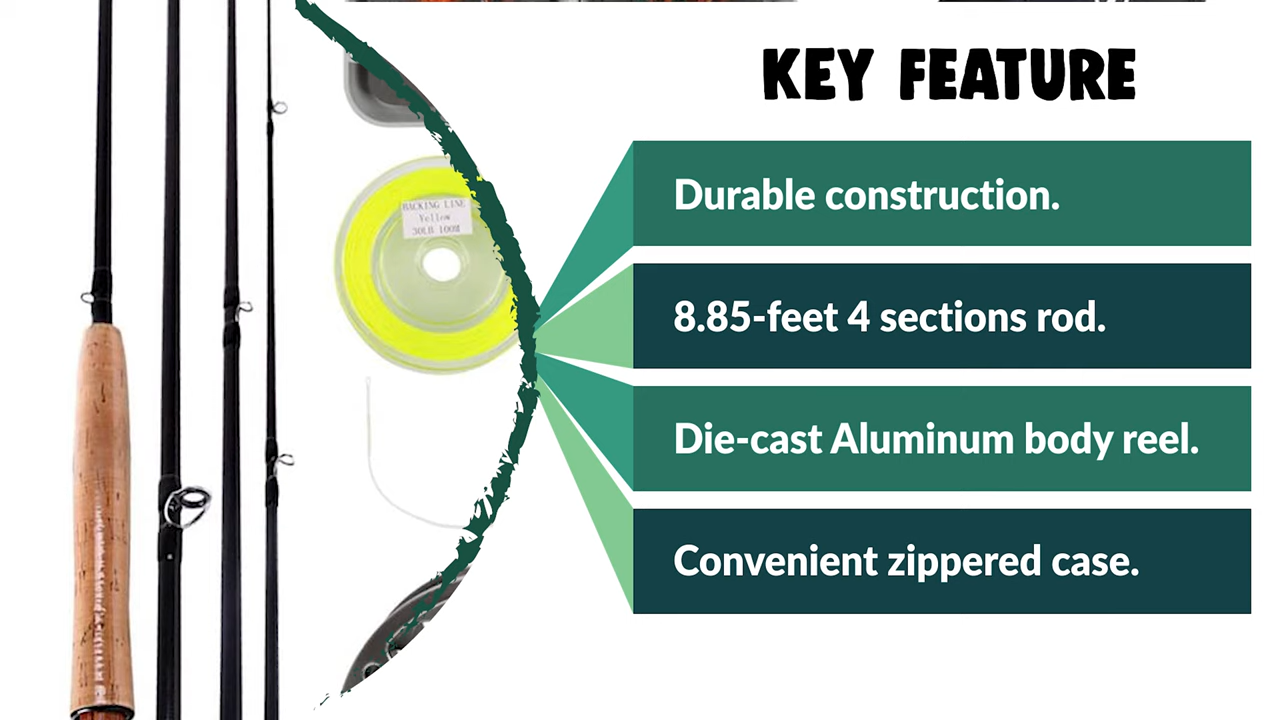 KEY FEATURE
BACKING LINE
Yellow
30LB 100M
Durable construction.
8.85-feet 4 sections rod.
Die-cast Aluminum body reel.
Convenient zippered case.